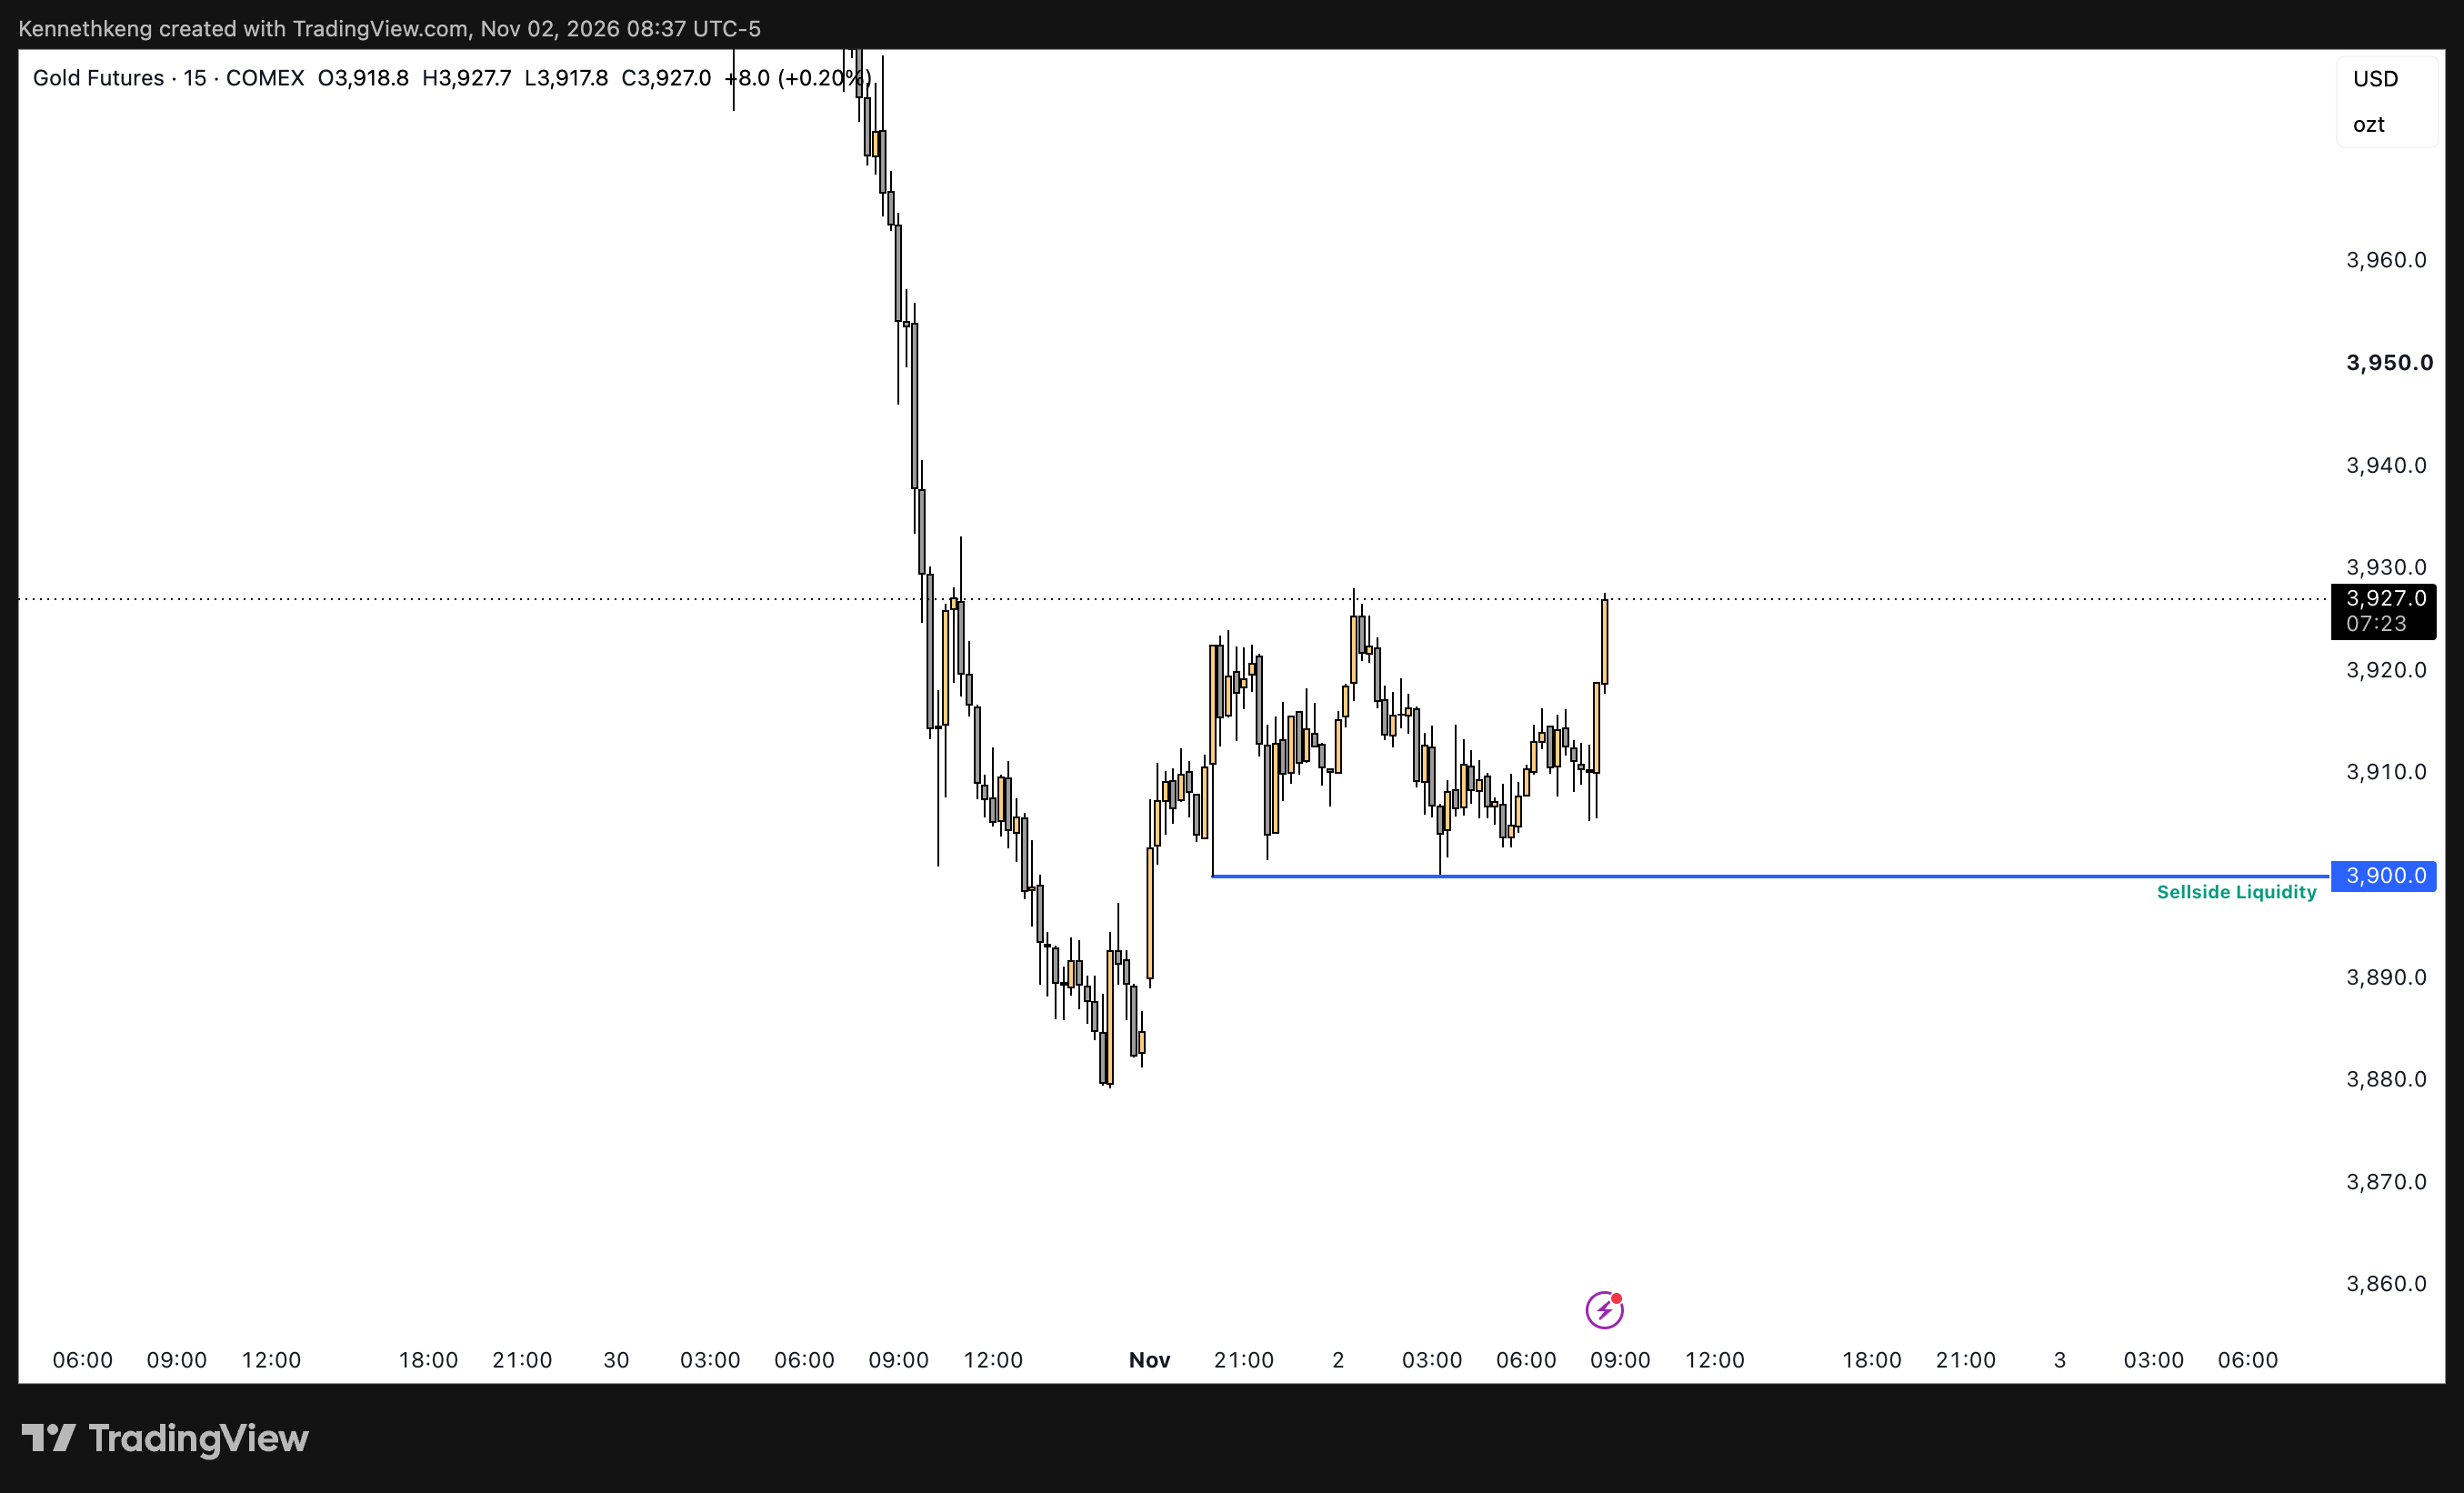 Kennethkeng created with TradingView.com, Nov 02, 2026 08:37 UTC-5
Gold Futures · 15 · COMEX O3,918.8 H3,927.7 L3,917.8 C3,927.0 +8.0 (+0.20%)
USD
ozt
3,960.0
3,950.0
3,940.0
3,930.0
3,927.0
07:23
3,920.0
3,910.0
3,900.0
Sellside Liquidity
3,890.0
3,880.0
3,870.0
3,860.0
06:00 09:00 12:00 18:00 21:00 30 03:00 06:00 09:00 12:00 Nov 21:00 2 03:00 06:00 09:00 12:00 18:00 21:00 3 03:00 06:00
TradingView